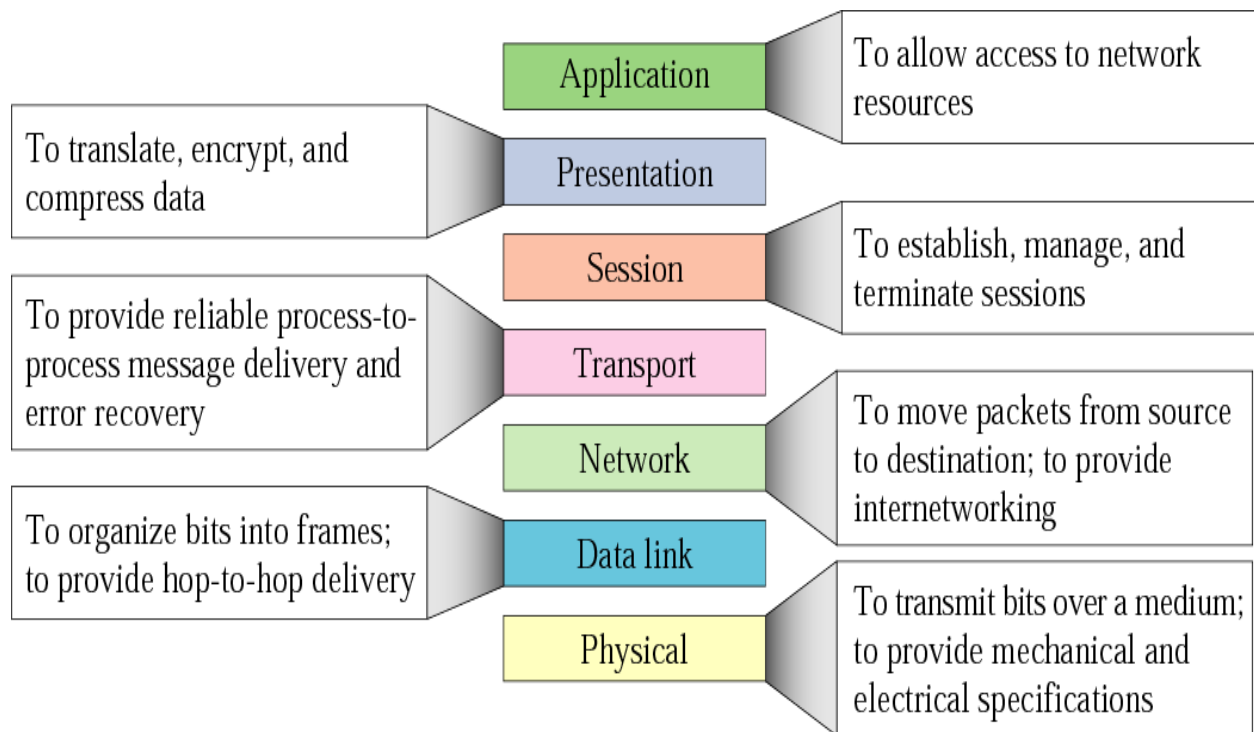 Application
To allow access to network
resources
To translate, encrypt, and
compress data
Presentation
Session
To establish, manage, and
terminate sessions
To provide reliable process-to-
process message delivery and
error recovery
Transport
Network
To move packets from source
to destination; to provide
internetworking
To organize bits into frames;
to provide hop-to-hop delivery
Data link
Physical
To transmit bits over a medium;
to provide mechanical and
electrical specifications